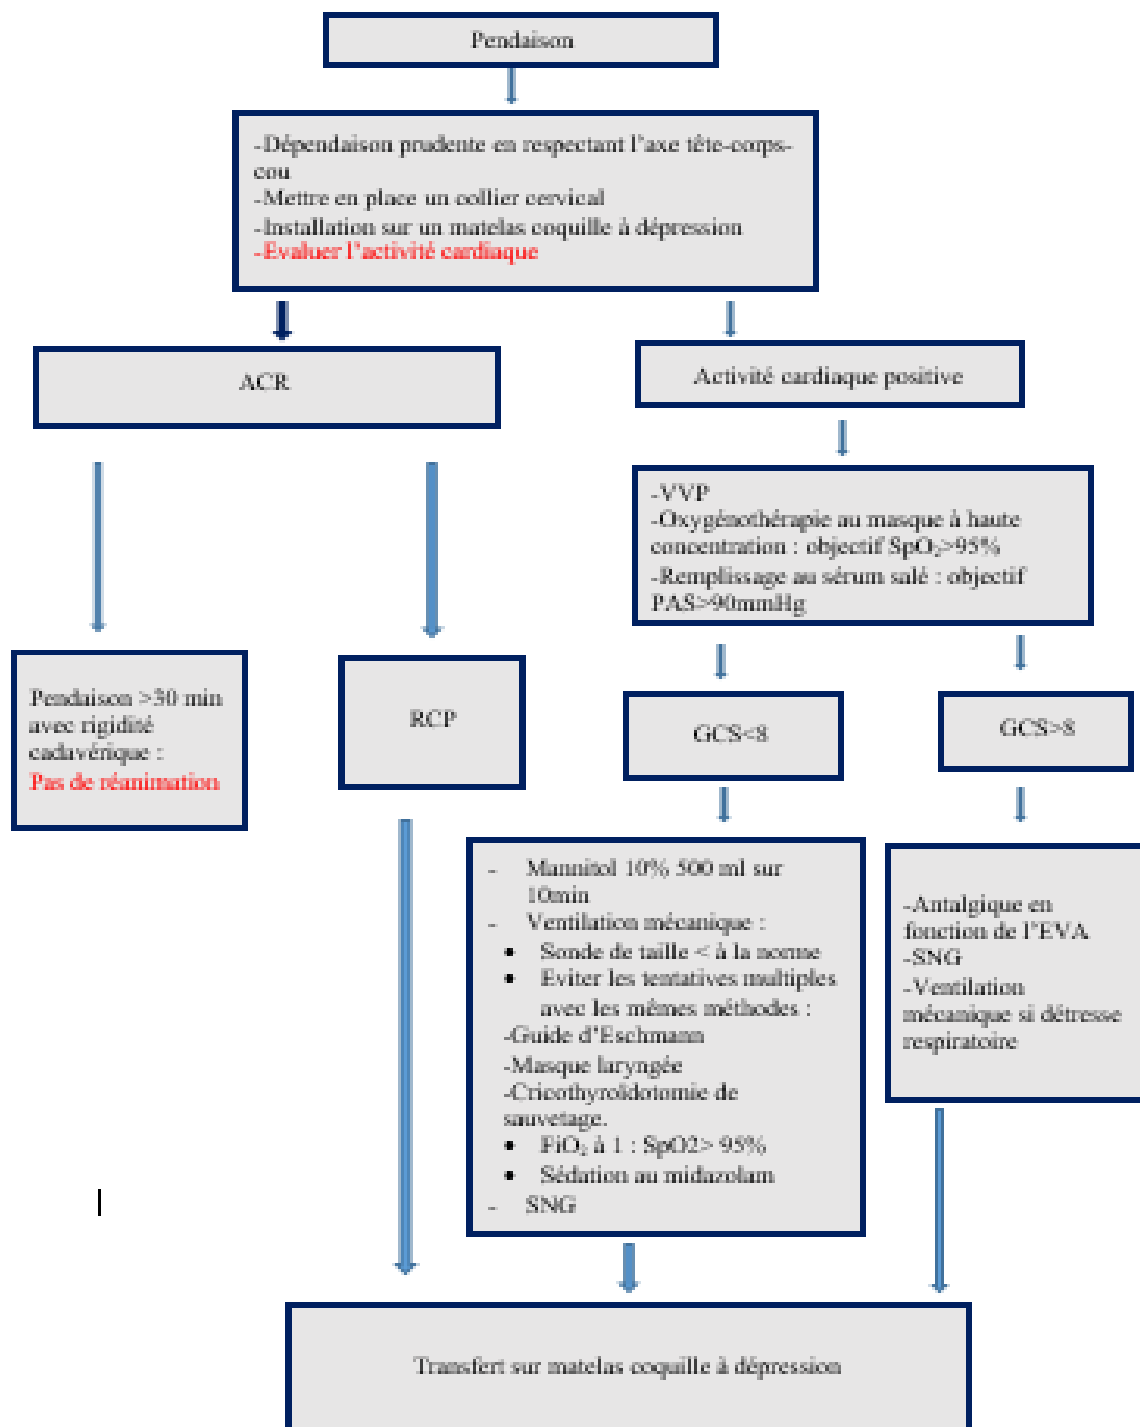 Pendaison
-Dépendaison prudente en respectant l'axe tête-corps-
cou
-Mettre en place un collier cervical
-Installation sur un matelas coquille à dépression
-Evaluer l'activité cardiaque
ACR
Activité cardiaque positive
-VVP
-Oxygénothérapie au masque à haute
concentration : objectif SpO₂>95%
-Remplissage au sérum salé : objectif
PAS>90mmHg
Pendaison >30 min
avec rigidité
cadavérique :
Pas de réanimation
RCP
GCS<8
GCS>8
- Mannitol 10% 500 ml sur
10min
- Ventilation mécanique :
• Sonde de taille < à la norme
• Eviter les tentatives multiples
avec les mêmes méthodes :
-Guide d'Eschmann
-Masque laryngée
-Cricothyroïdotomie de
sauvetage.
• FiO₂ à 1 : SpO2> 95%
• Sédation au midazolam
- SNG
-Antalgique en
fonction de l'EVA
-SNG
-Ventilation
mécanique si détresse
respiratoire
Transfert sur matelas coquille à dépression